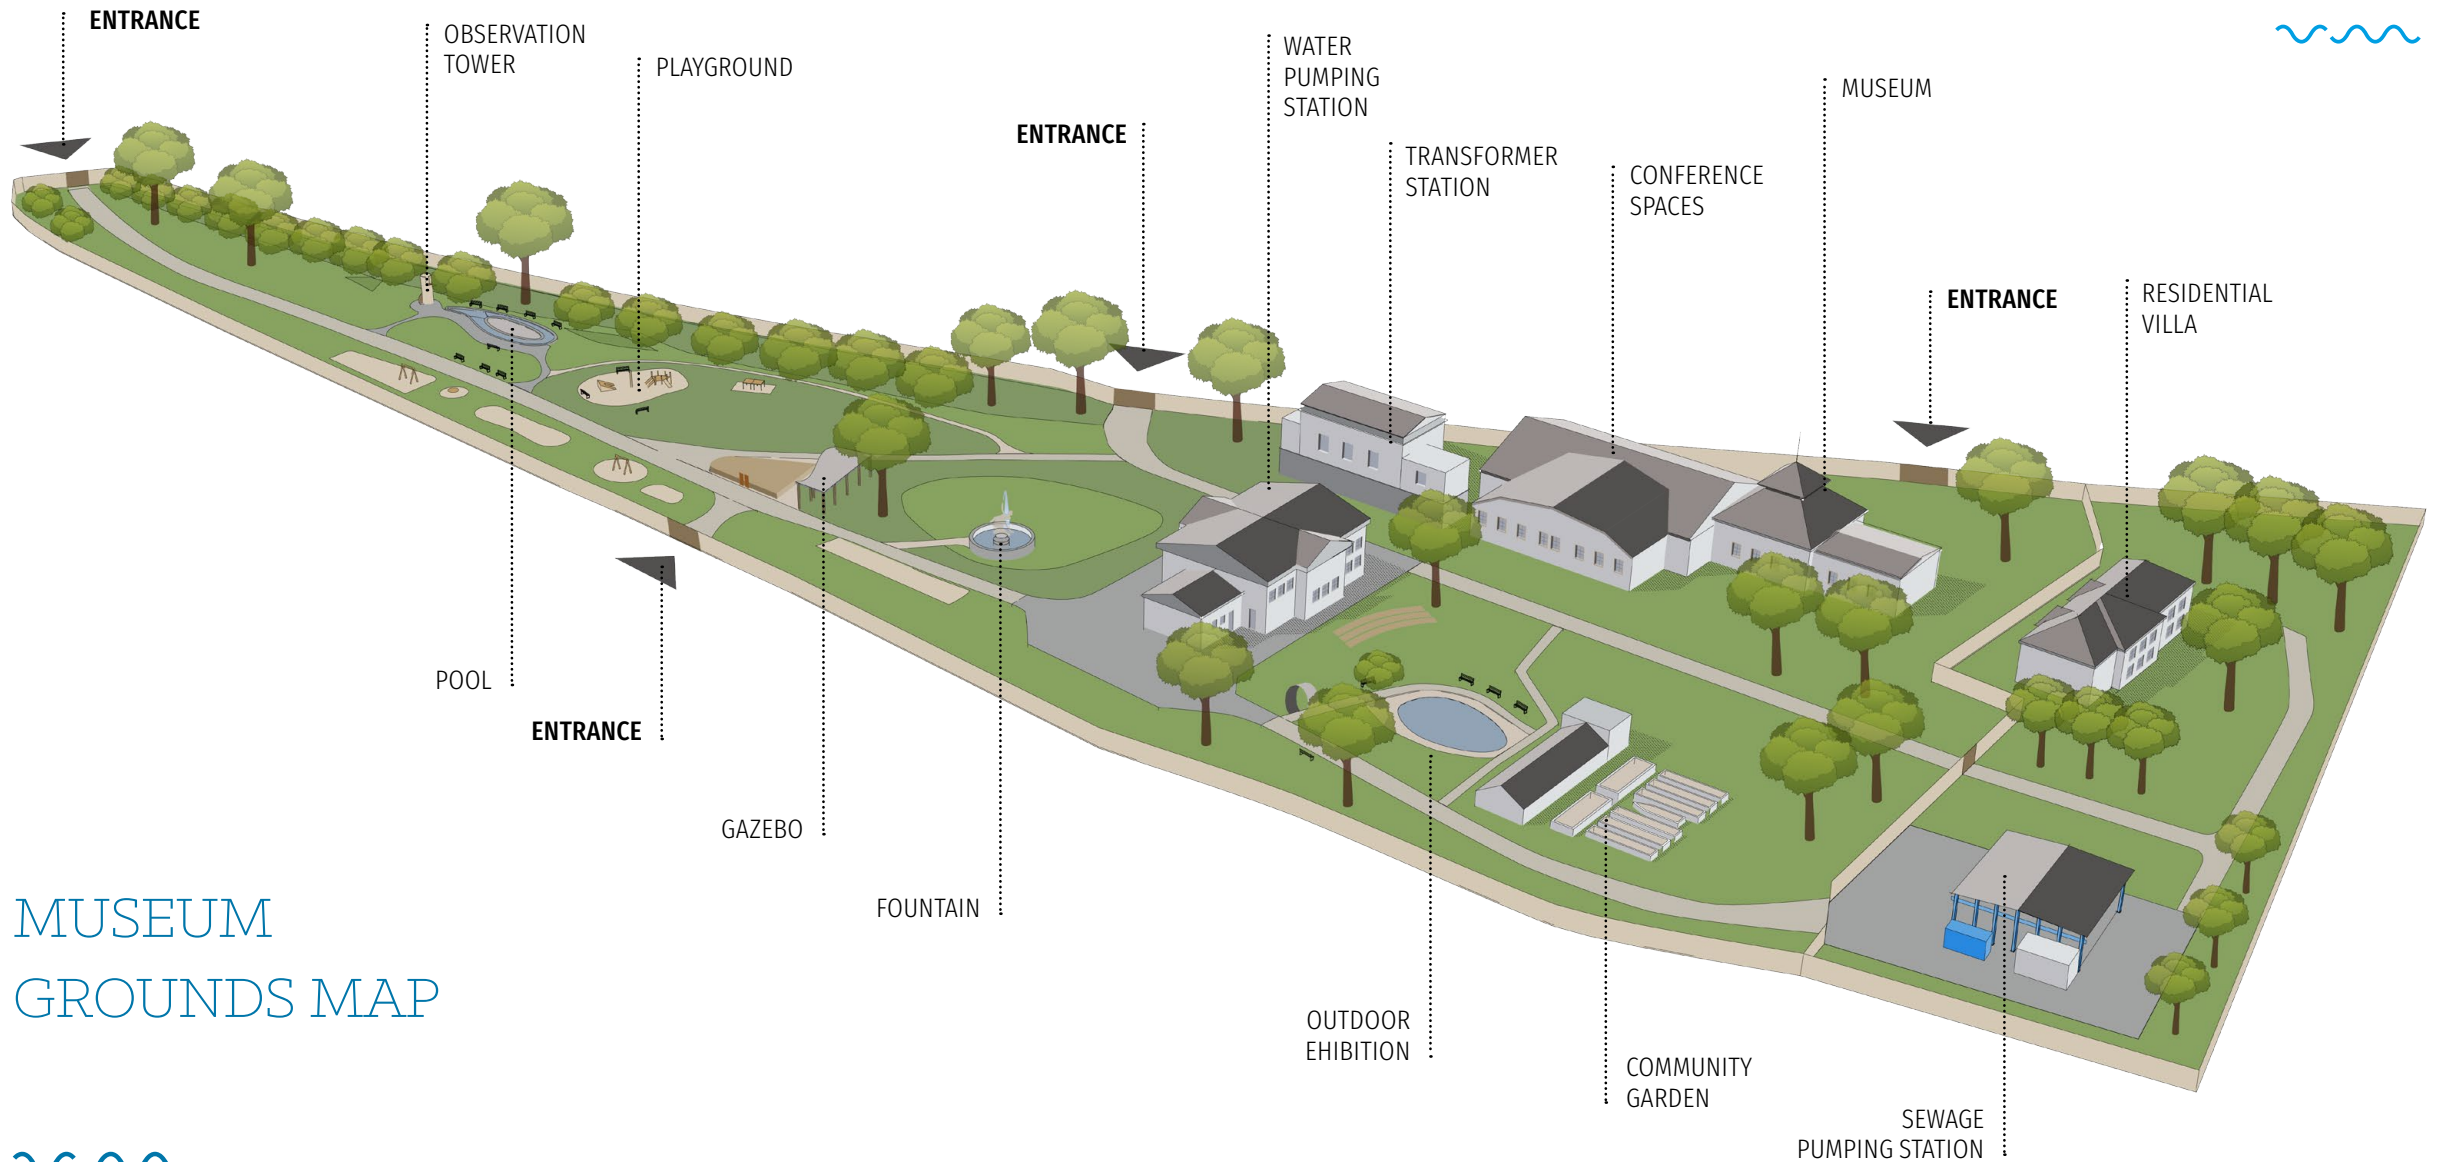 ENTRANCE
OBSERVATION
TOWER
PLAYGROUND
ENTRANCE
WATER
PUMPING
STATION
TRANSFORMER
STATION
CONFERENCE
SPACES
MUSEUM
ENTRANCE
RESIDENTIAL
VILLA
POOL
ENTRANCE
GAZEBO
FOUNTAIN
OUTDOOR
EHIBITION
COMMUNITY
GARDEN
SEWAGE
PUMPING STATION
MUSEUM
GROUNDS MAP